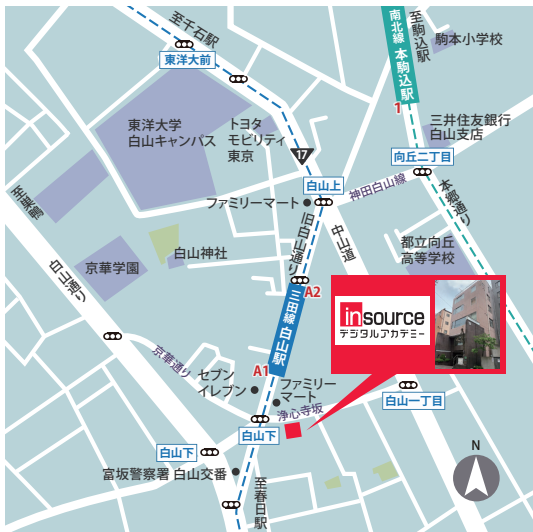 至千石駅
東洋大前
南北線 本駒込駅
至駒込駅
駒本小学校
1
東洋大学
白山キャンパス
トヨタ
モビリティ
東京
17
三井住友銀行
白山支店
向丘二丁目
白山上
神田白山線
至巣鴨
ファミリーマート
旧白山通り
中山道
本郷通り
白山通り
京華学園
白山神社
都立向丘
高等学校
A2
三田線 白山駅
insource
デジタルアカデミー
京華通り
A1
セブン
イレブン
ファミリー
マート
浄心寺坂
白山一丁目
白山下
白山下
富坂警察署 白山交番
至春日駅
N